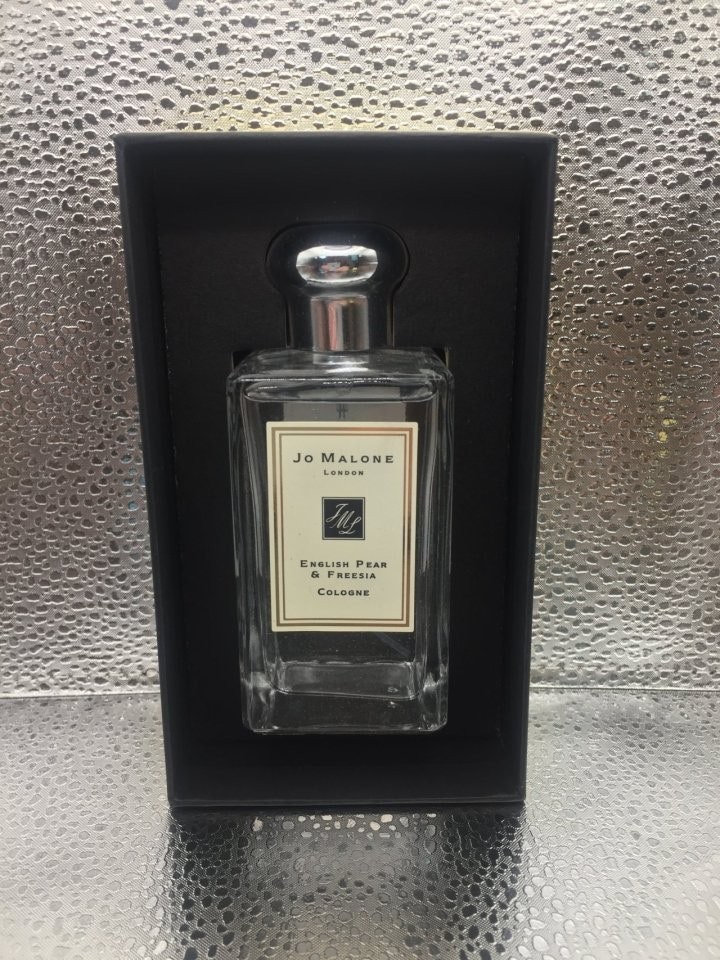 Jo Malone
London
JML
English Pear
& Freesia
Cologne